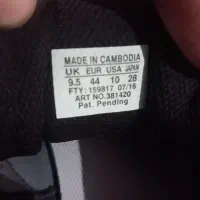 MADE IN CAMBODIA
UK EUR USA JAPAN
9.5 44 10 28
FTY: 159817 07/16
ART NO.381420
Pat. Pending